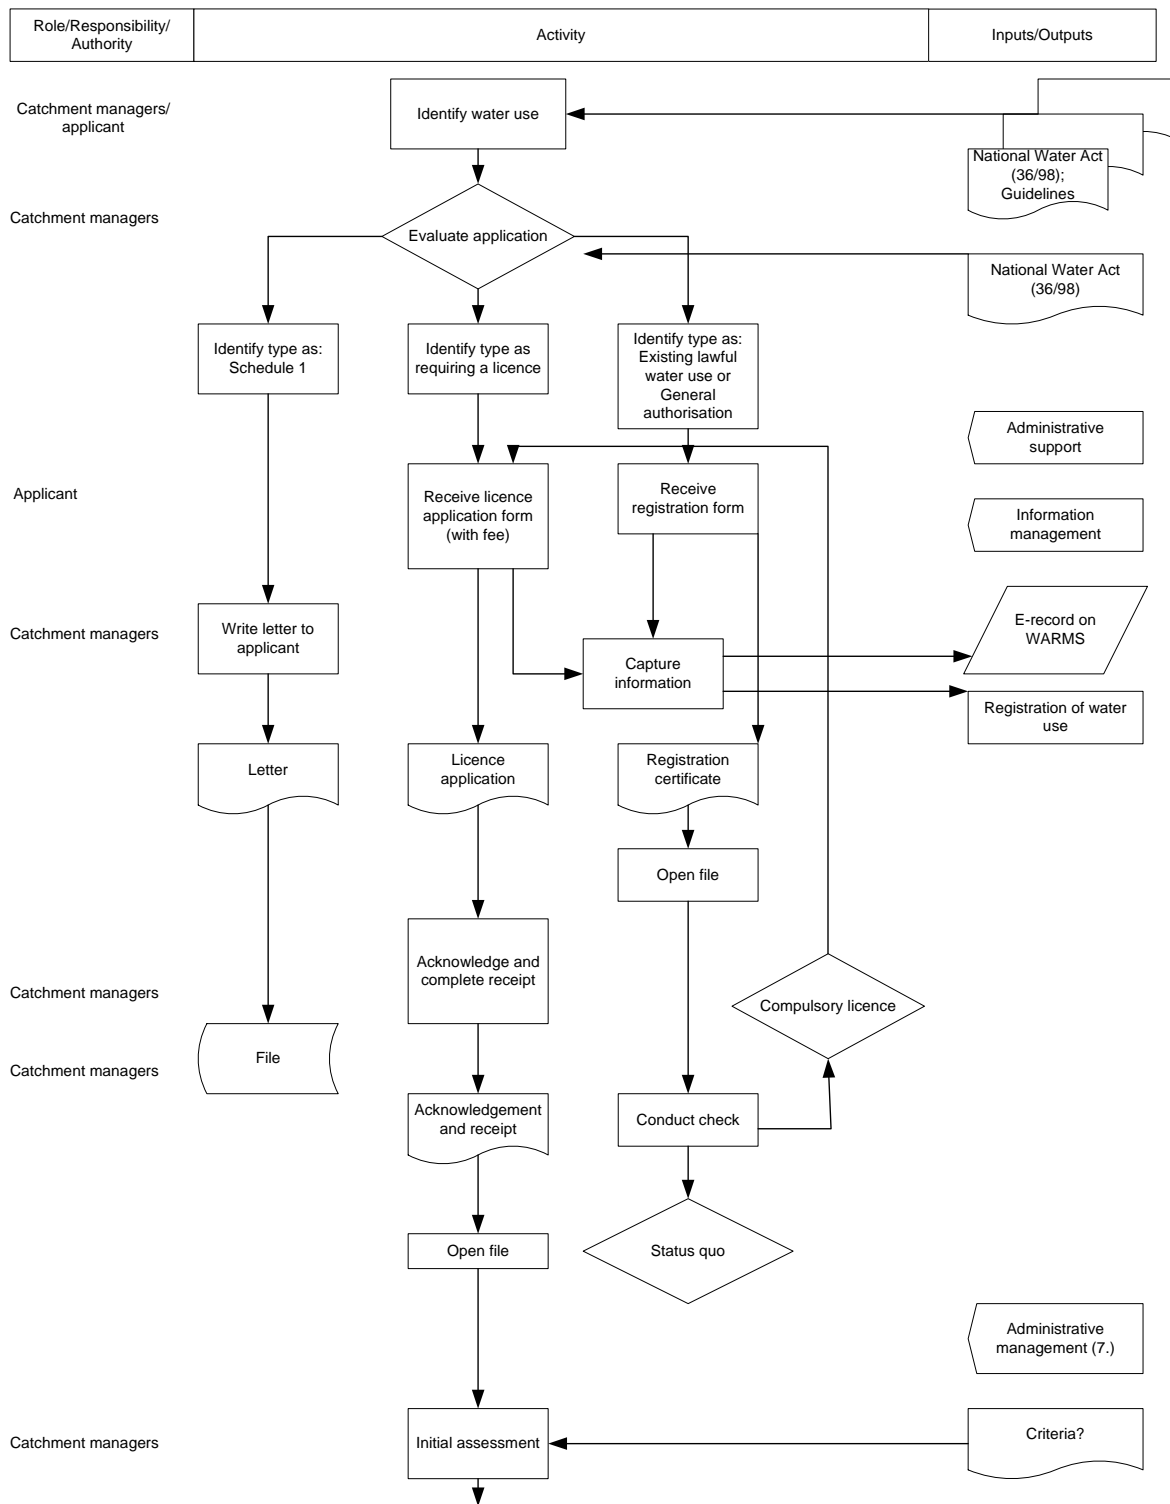 Role/Responsibility/
Authority
Activity
Inputs/Outputs
Catchment managers/
applicant
Identify water use
National Water Act
(36/98);
Guidelines
Catchment managers
Evaluate application
National Water Act
(36/98)
Identify type as:
Schedule 1
Identify type as
requiring a licence
Identify type as:
Existing lawful
water use or
General
authorisation
Administrative
support
Applicant
Receive licence
application form
(with fee)
Receive
registration form
Information
management
Catchment managers
Write letter to
applicant
Capture
information
E-record on
WARMS
Registration of water
use
Letter
Licence
application
Registration
certificate
Open file
Catchment managers
Acknowledge and
complete receipt
Compulsory licence
Catchment managers
File
Acknowledgement
and receipt
Conduct check
Open file
Status quo
Administrative
management (7.)
Catchment managers
Initial assessment
Criteria?